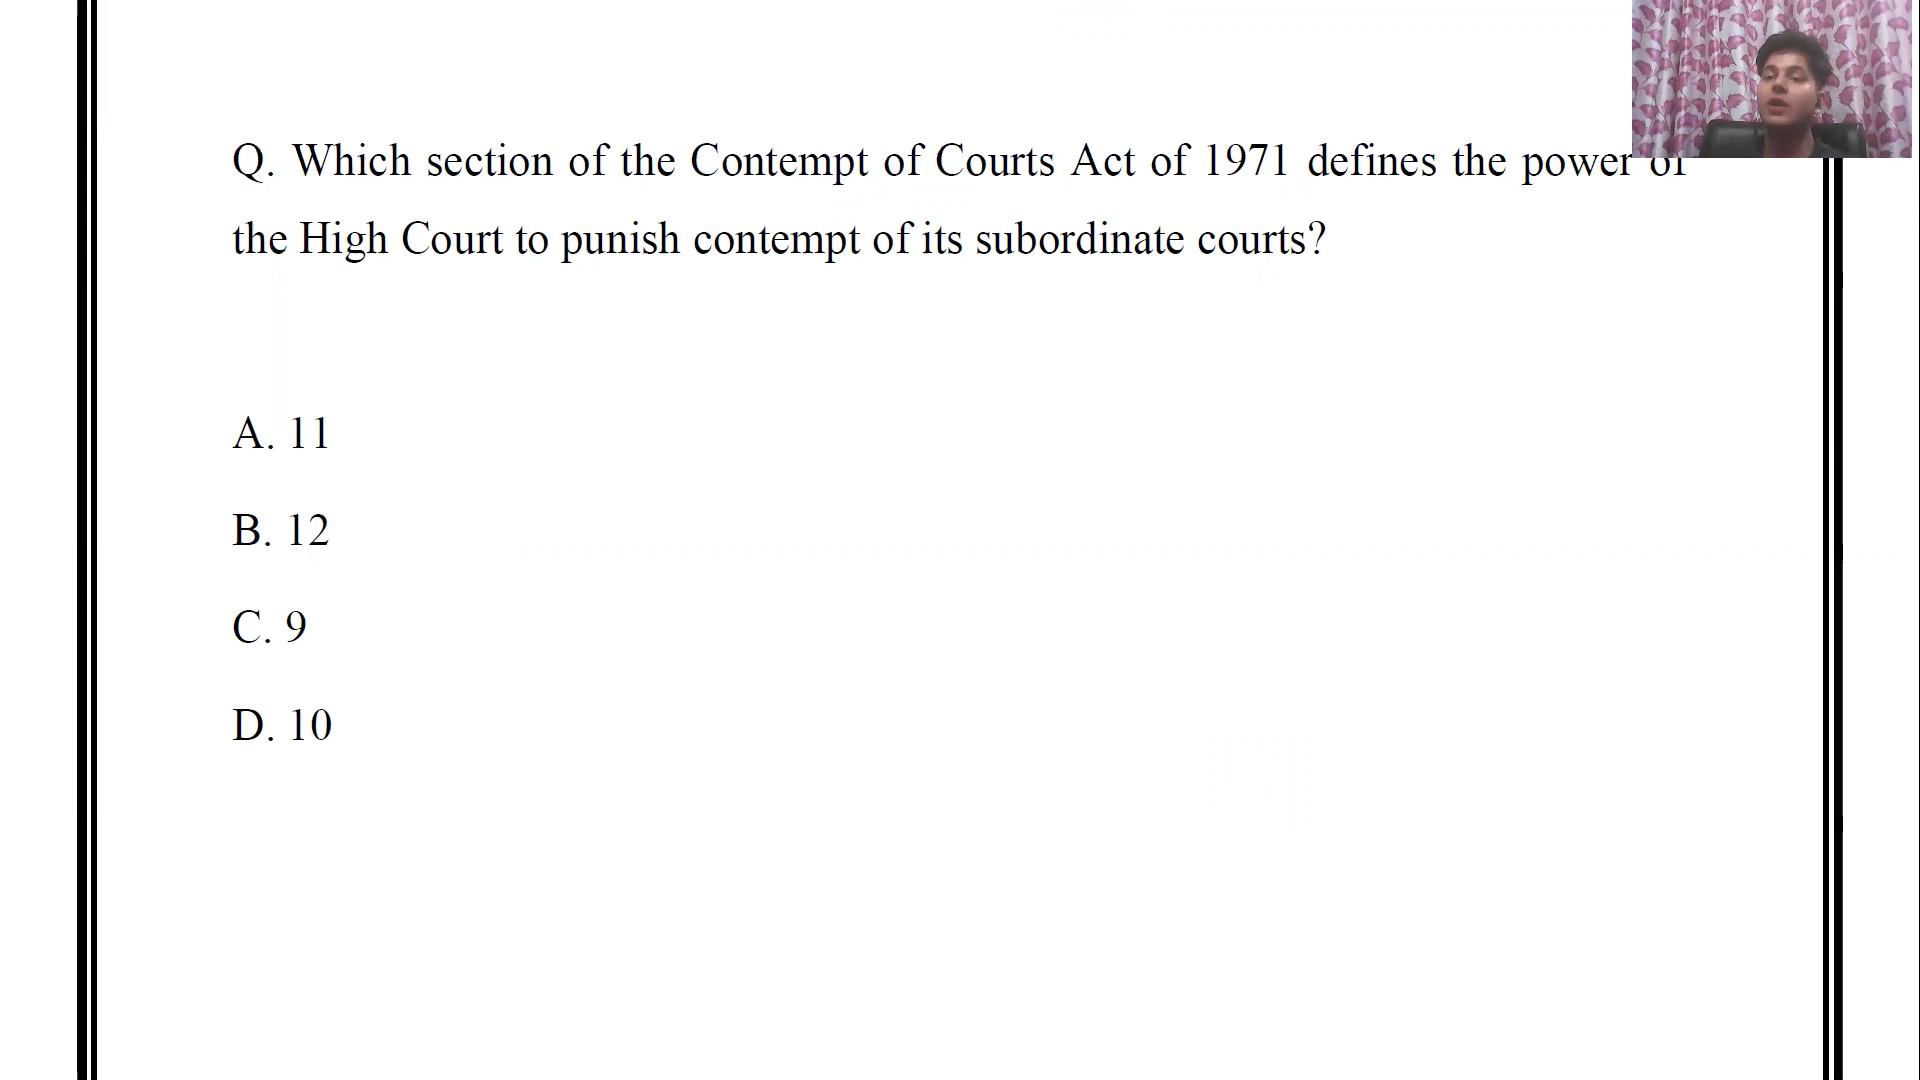 Q. Which section of the Contempt of Courts Act of 1971 defines the power of
the High Court to punish contempt of its subordinate courts?
A. 11
B. 12
C. 9
D. 10